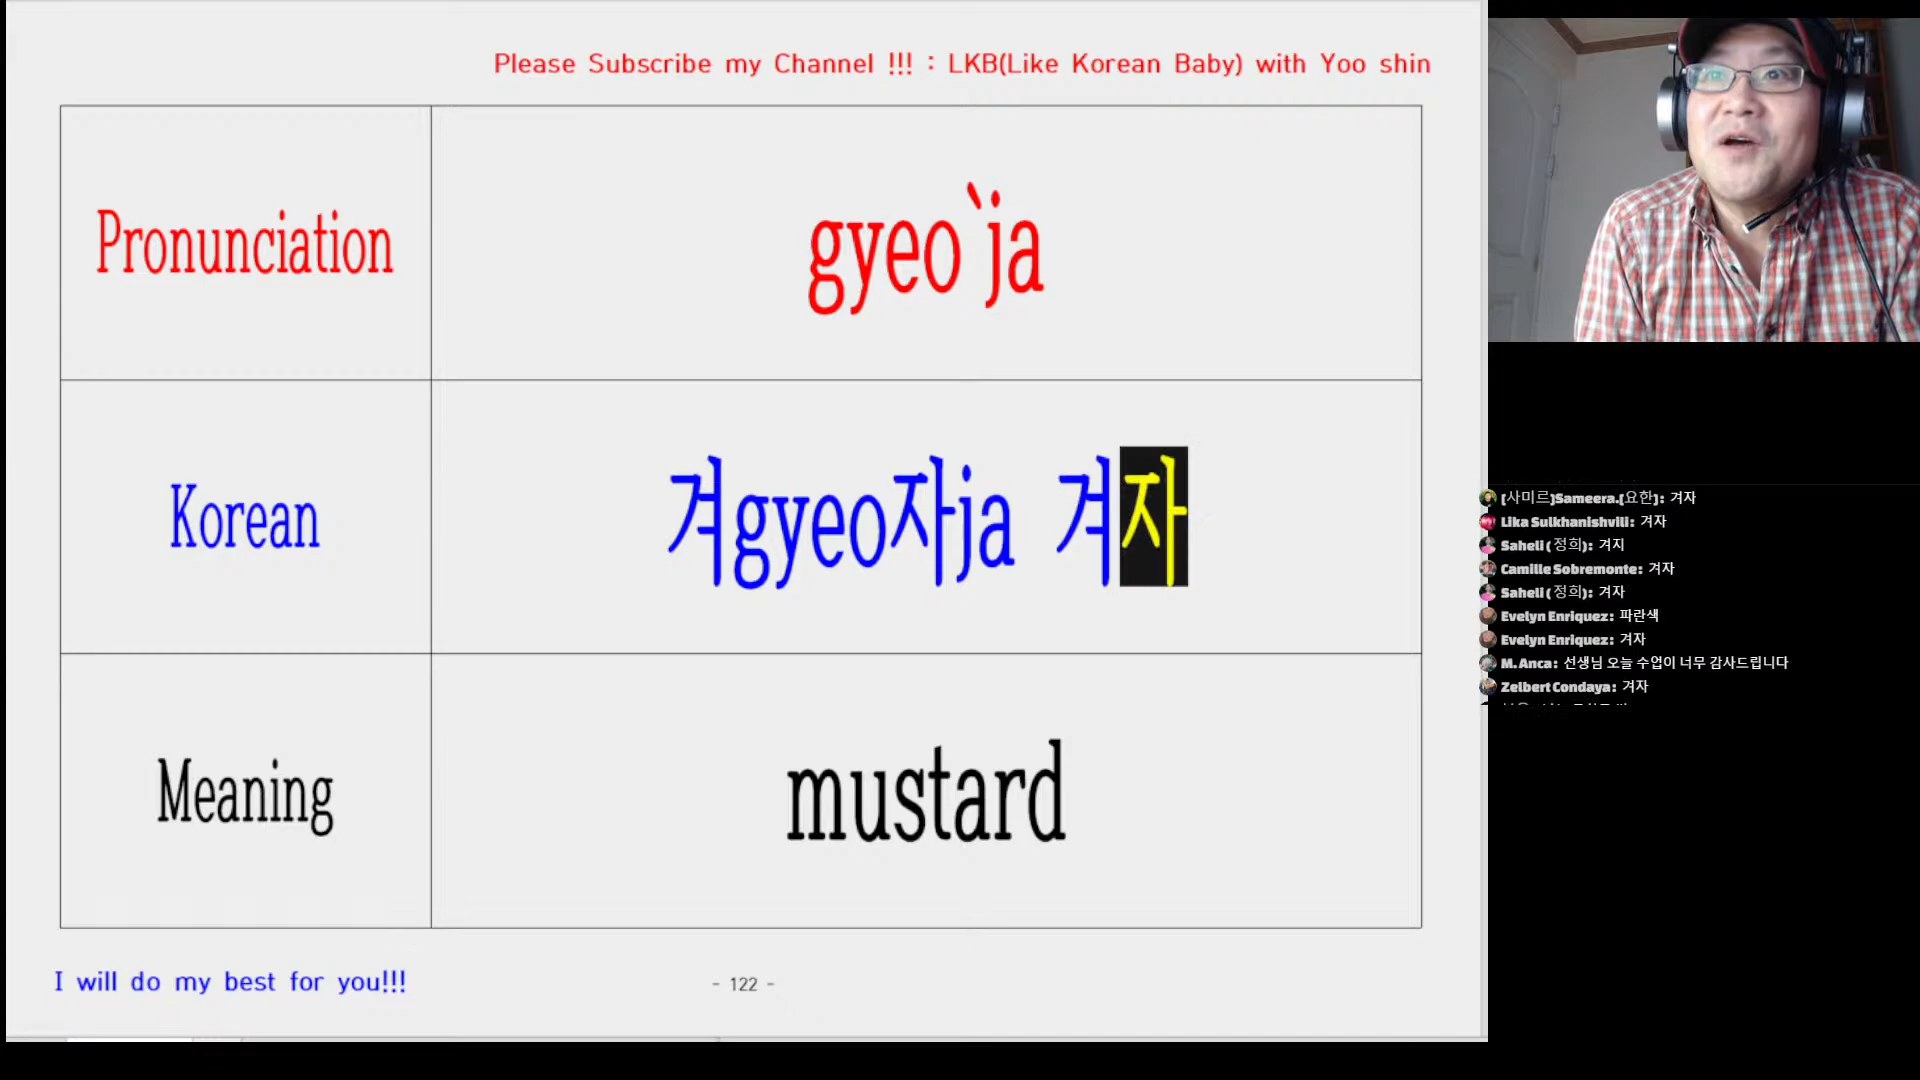 Please Subscribe my Channel !!! : LKB(Like Korean Baby) with Yoo shin
Pronunciation
gyeo`ja
Korean
겨gyeo자ja 겨자
Meaning
mustard
I will do my best for you!!!
- 122 -
[사미르]Sameera.[요한]: 겨자
Lika Sulkhanishvili: 겨자
Saheli (정희): 겨지
Camille Sobremonte: 겨자
Saheli (정희): 겨자
Evelyn Enriquez: 파란색
Evelyn Enriquez: 겨자
M. Anca: 선생님 오늘 수업이 너무 감사드립니다
Zelbert Condaya: 겨자